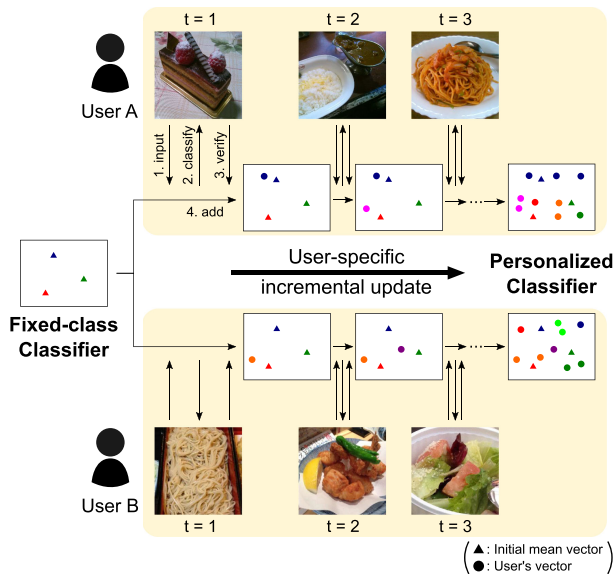 t = 1
t = 2
t = 3
User A
1. input
2. classify
3. verify
4. add
...
User-specific
incremental update
Personalized
Classifier
Fixed-class
Classifier
...
User B
t = 1
t = 2
t = 3
( ▲ : Initial mean vector
● : User's vector )